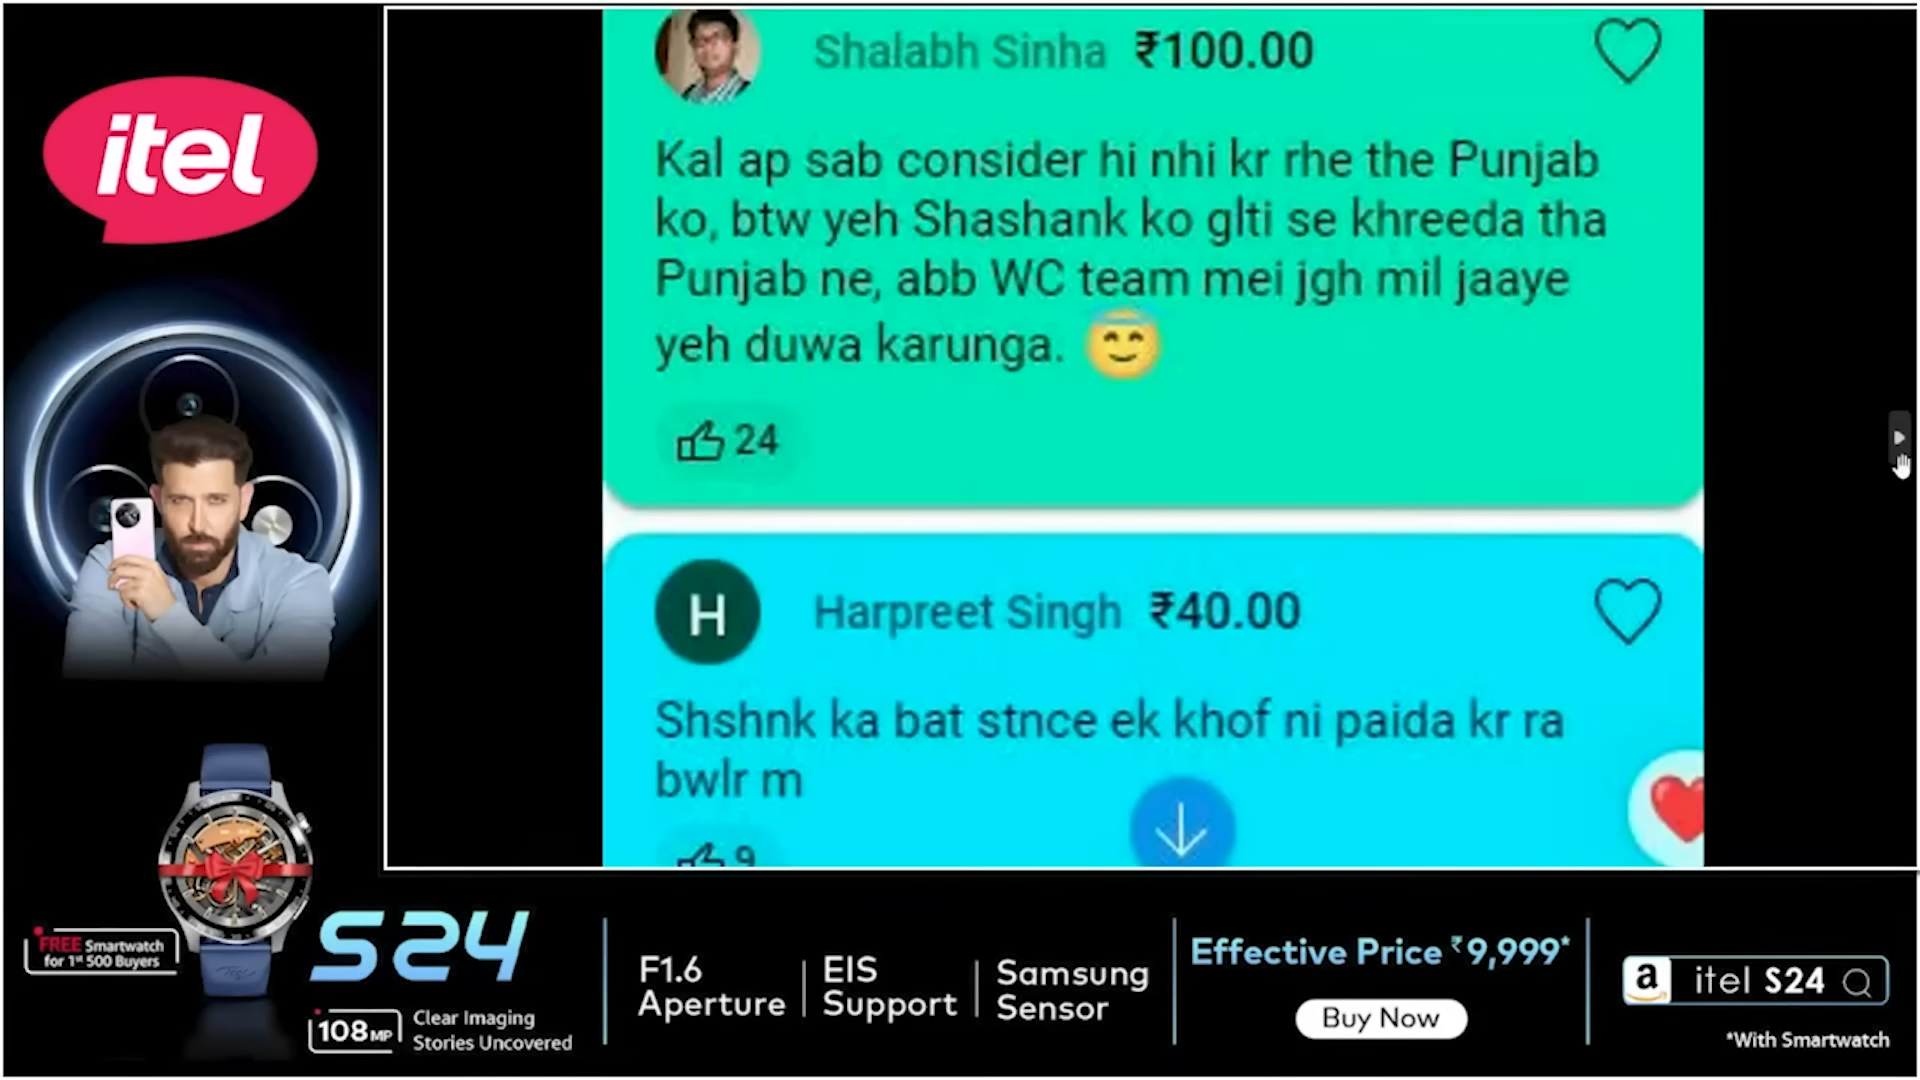 itel
Shalabh Sinha ₹100.00
Kal ap sab consider hi nhi kr rhe the Punjab
ko, btw yeh Shashank ko glti se khreeda tha
Punjab ne, abb WC team mei jgh mil jaaye
yeh duwa karunga.
24
H
Harpreet Singh ₹40.00
Shshnk ka bat stnce ek khof ni paida kr ra
bwlr m
9
FREE Smartwatch
for 1st 500 Buyers
S24
108MP
Clear Imaging
Stories Uncovered
F1.6
Aperture
EIS
Support
Samsung
Sensor
Effective Price ₹9,999*
Buy Now
a itel S24
*With Smartwatch